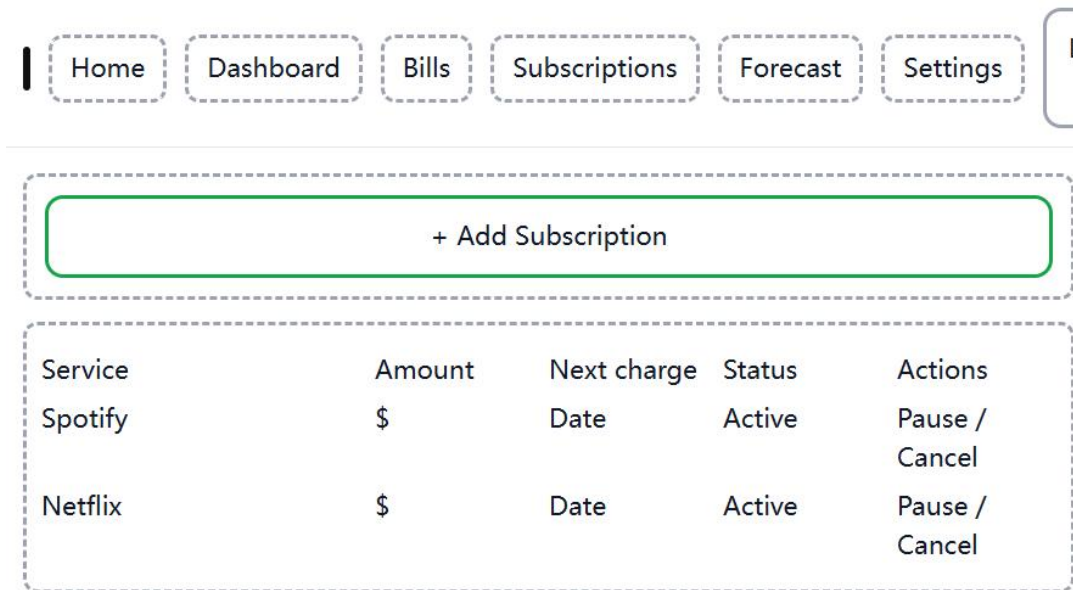 Home Dashboard Bills Subscriptions Forecast Settings
+ Add Subscription
Service Amount Next charge Status Actions
Spotify $ Date Active Pause /
Cancel
Netflix $ Date Active Pause /
Cancel